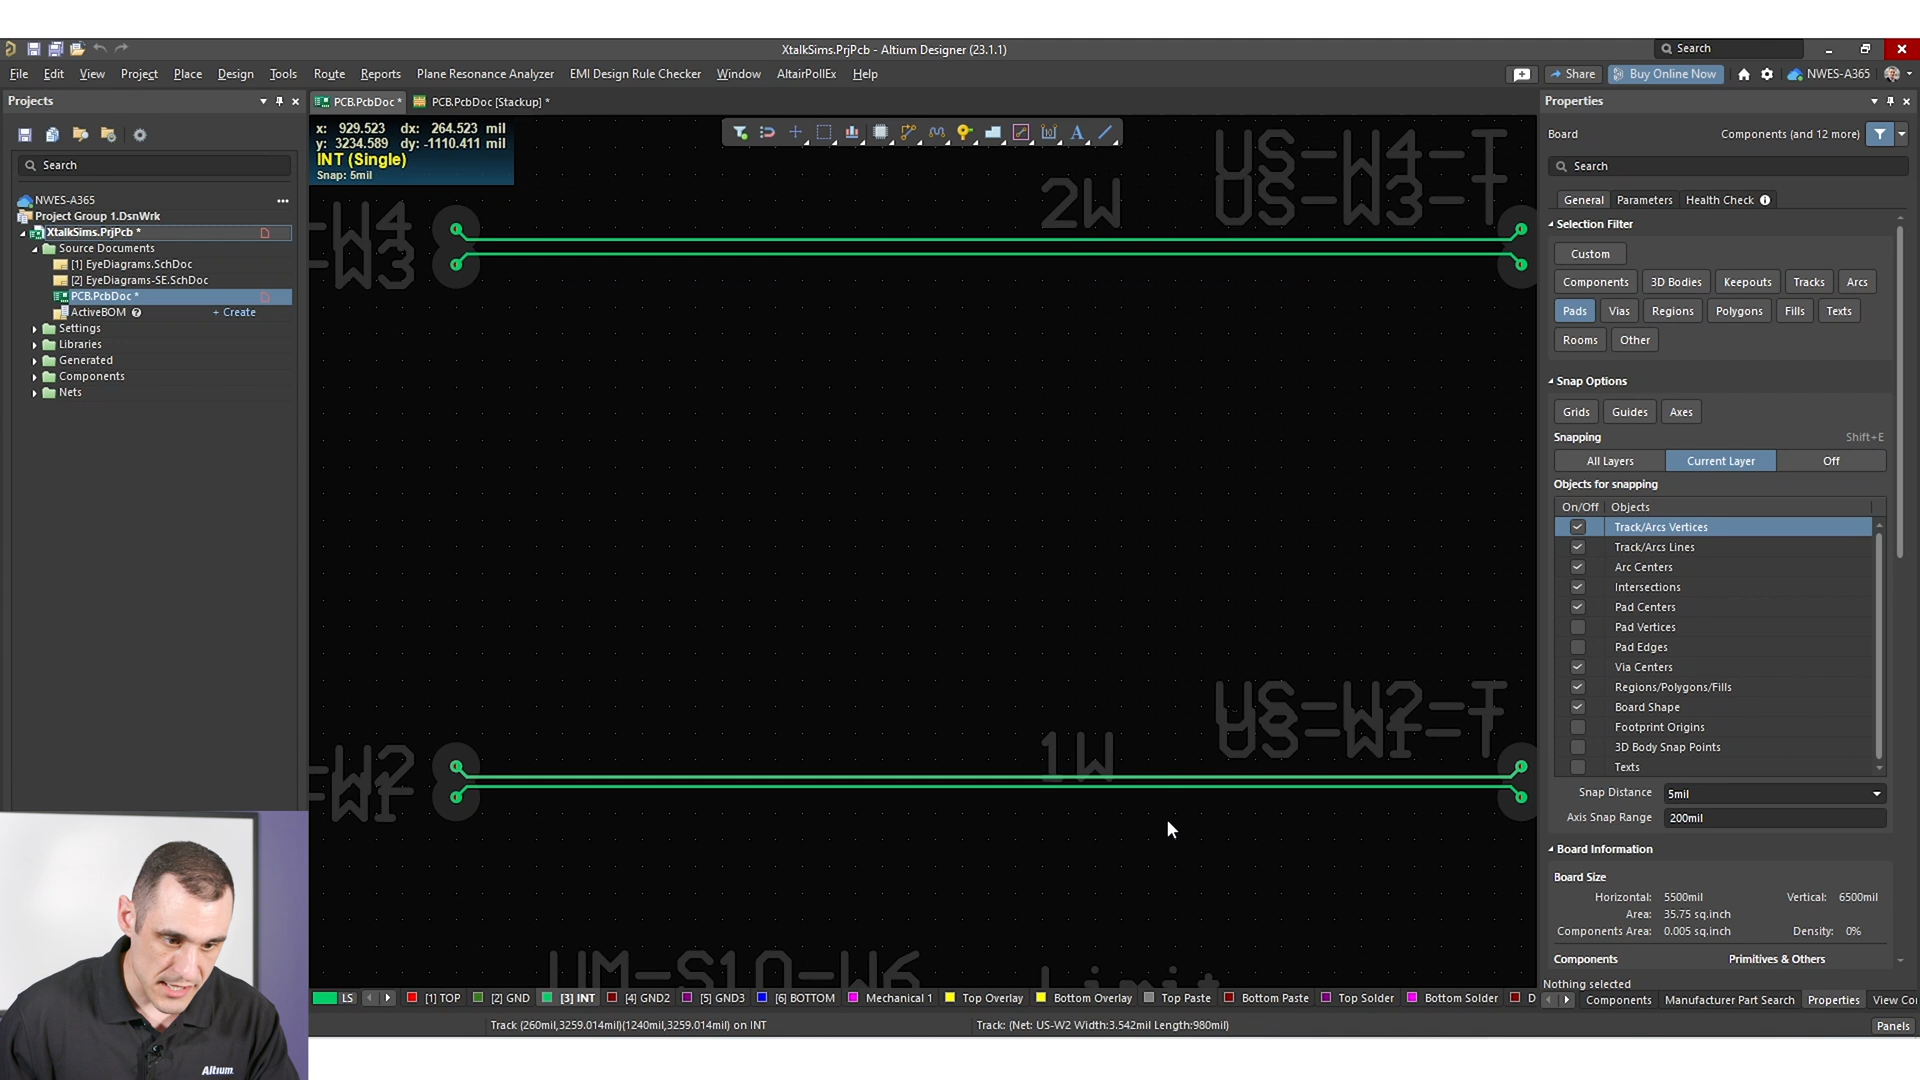 XtalkSims.PrjPcb - Altium Designer (23.1.1)
Search
File Edit View Project Place Design Tools Route Reports Plane Resonance Analyzer EMI Design Rule Checker Window AltairPollEx Help
Share Buy Online Now NWES-A365
Projects
PCB.PcbDoc * PCB.PcbDoc [Stackup] *
Properties
x: 929.523 dx: 264.523 mil
y: 3234.589 dy: -1110.411 mil
INT (Single)
Snap: 5mil
Search
NWES-A365
Project Group 1.DsnWrk
XtalkSims.PrjPcb *
Source Documents
[1] EyeDiagrams.SchDoc
[2] EyeDiagrams-SE.SchDoc
PCB.PcbDoc *
ActiveBOM + Create
Settings
Libraries
Generated
Components
Nets
US-W4-T
US-W3-T
2W
-W4
-W3
US-W2-T
US-W1-T
1W
-W2
-W1
UM-S10-W6
Limit
Board Components (and 12 more)
Search
General Parameters Health Check
Selection Filter
Custom
Components 3D Bodies Keepouts Tracks Arcs
Pads Vias Regions Polygons Fills Texts
Rooms Other
Snap Options
Grids Guides Axes
Snapping Shift+E
All Layers Current Layer Off
Objects for snapping
On/Off Objects
Track/Arcs Vertices
Track/Arcs Lines
Arc Centers
Intersections
Pad Centers
Pad Vertices
Pad Edges
Via Centers
Regions/Polygons/Fills
Board Shape
Footprint Origins
3D Body Snap Points
Texts
Snap Distance 5mil
Axis Snap Range 200mil
Board Information
Board Size
Horizontal: 5500mil Vertical: 6500mil
Area: 35.75 sq.inch
Components Area: 0.005 sq.inch Density: 0%
Components Primitives & Others
Nothing selected
LS [1] TOP [2] GND [3] INT [4] GND2 [5] GND3 [6] BOTTOM Mechanical 1 Top Overlay Bottom Overlay Top Paste Bottom Paste Top Solder Bottom Solder D
Components Manufacturer Part Search Properties View Co
Track (260mil,3259.014mil)(1240mil,3259.014mil) on INT Track: (Net: US-W2 Width:3.542mil Length:980mil)
Panels
Altium